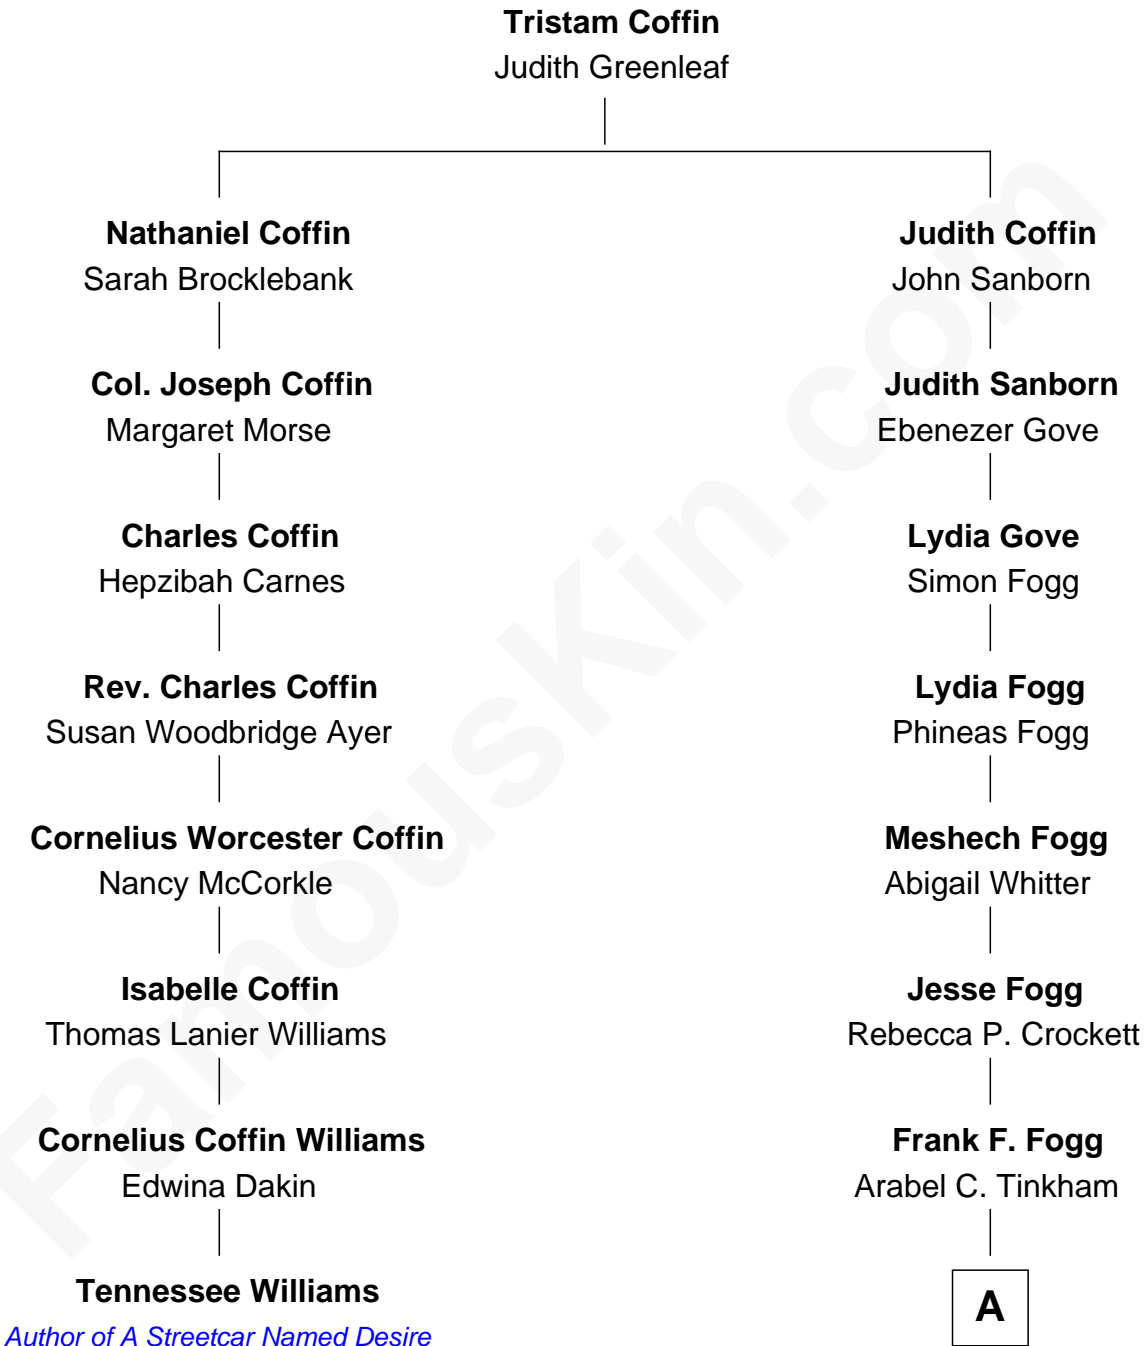 Tristam Coffin
Judith Greenleaf
Nathaniel Coffin
Sarah Brocklebank
Judith Coffin
John Sanborn
Col. Joseph Coffin
Margaret Morse
Judith Sanborn
Ebenezer Gove
Charles Coffin
Hepzibah Carnes
Lydia Gove
Simon Fogg
Rev. Charles Coffin
Susan Woodbridge Ayer
Lydia Fogg
Phineas Fogg
Cornelius Worcester Coffin
Nancy McCorkle
Meshech Fogg
Abigail Whitter
Isabelle Coffin
Thomas Lanier Williams
Jesse Fogg
Rebecca P. Crockett
Cornelius Coffin Williams
Edwina Dakin
Frank F. Fogg
Arabel C. Tinkham
Tennessee Williams
Author of A Streetcar Named Desire
A
FamousKin.com